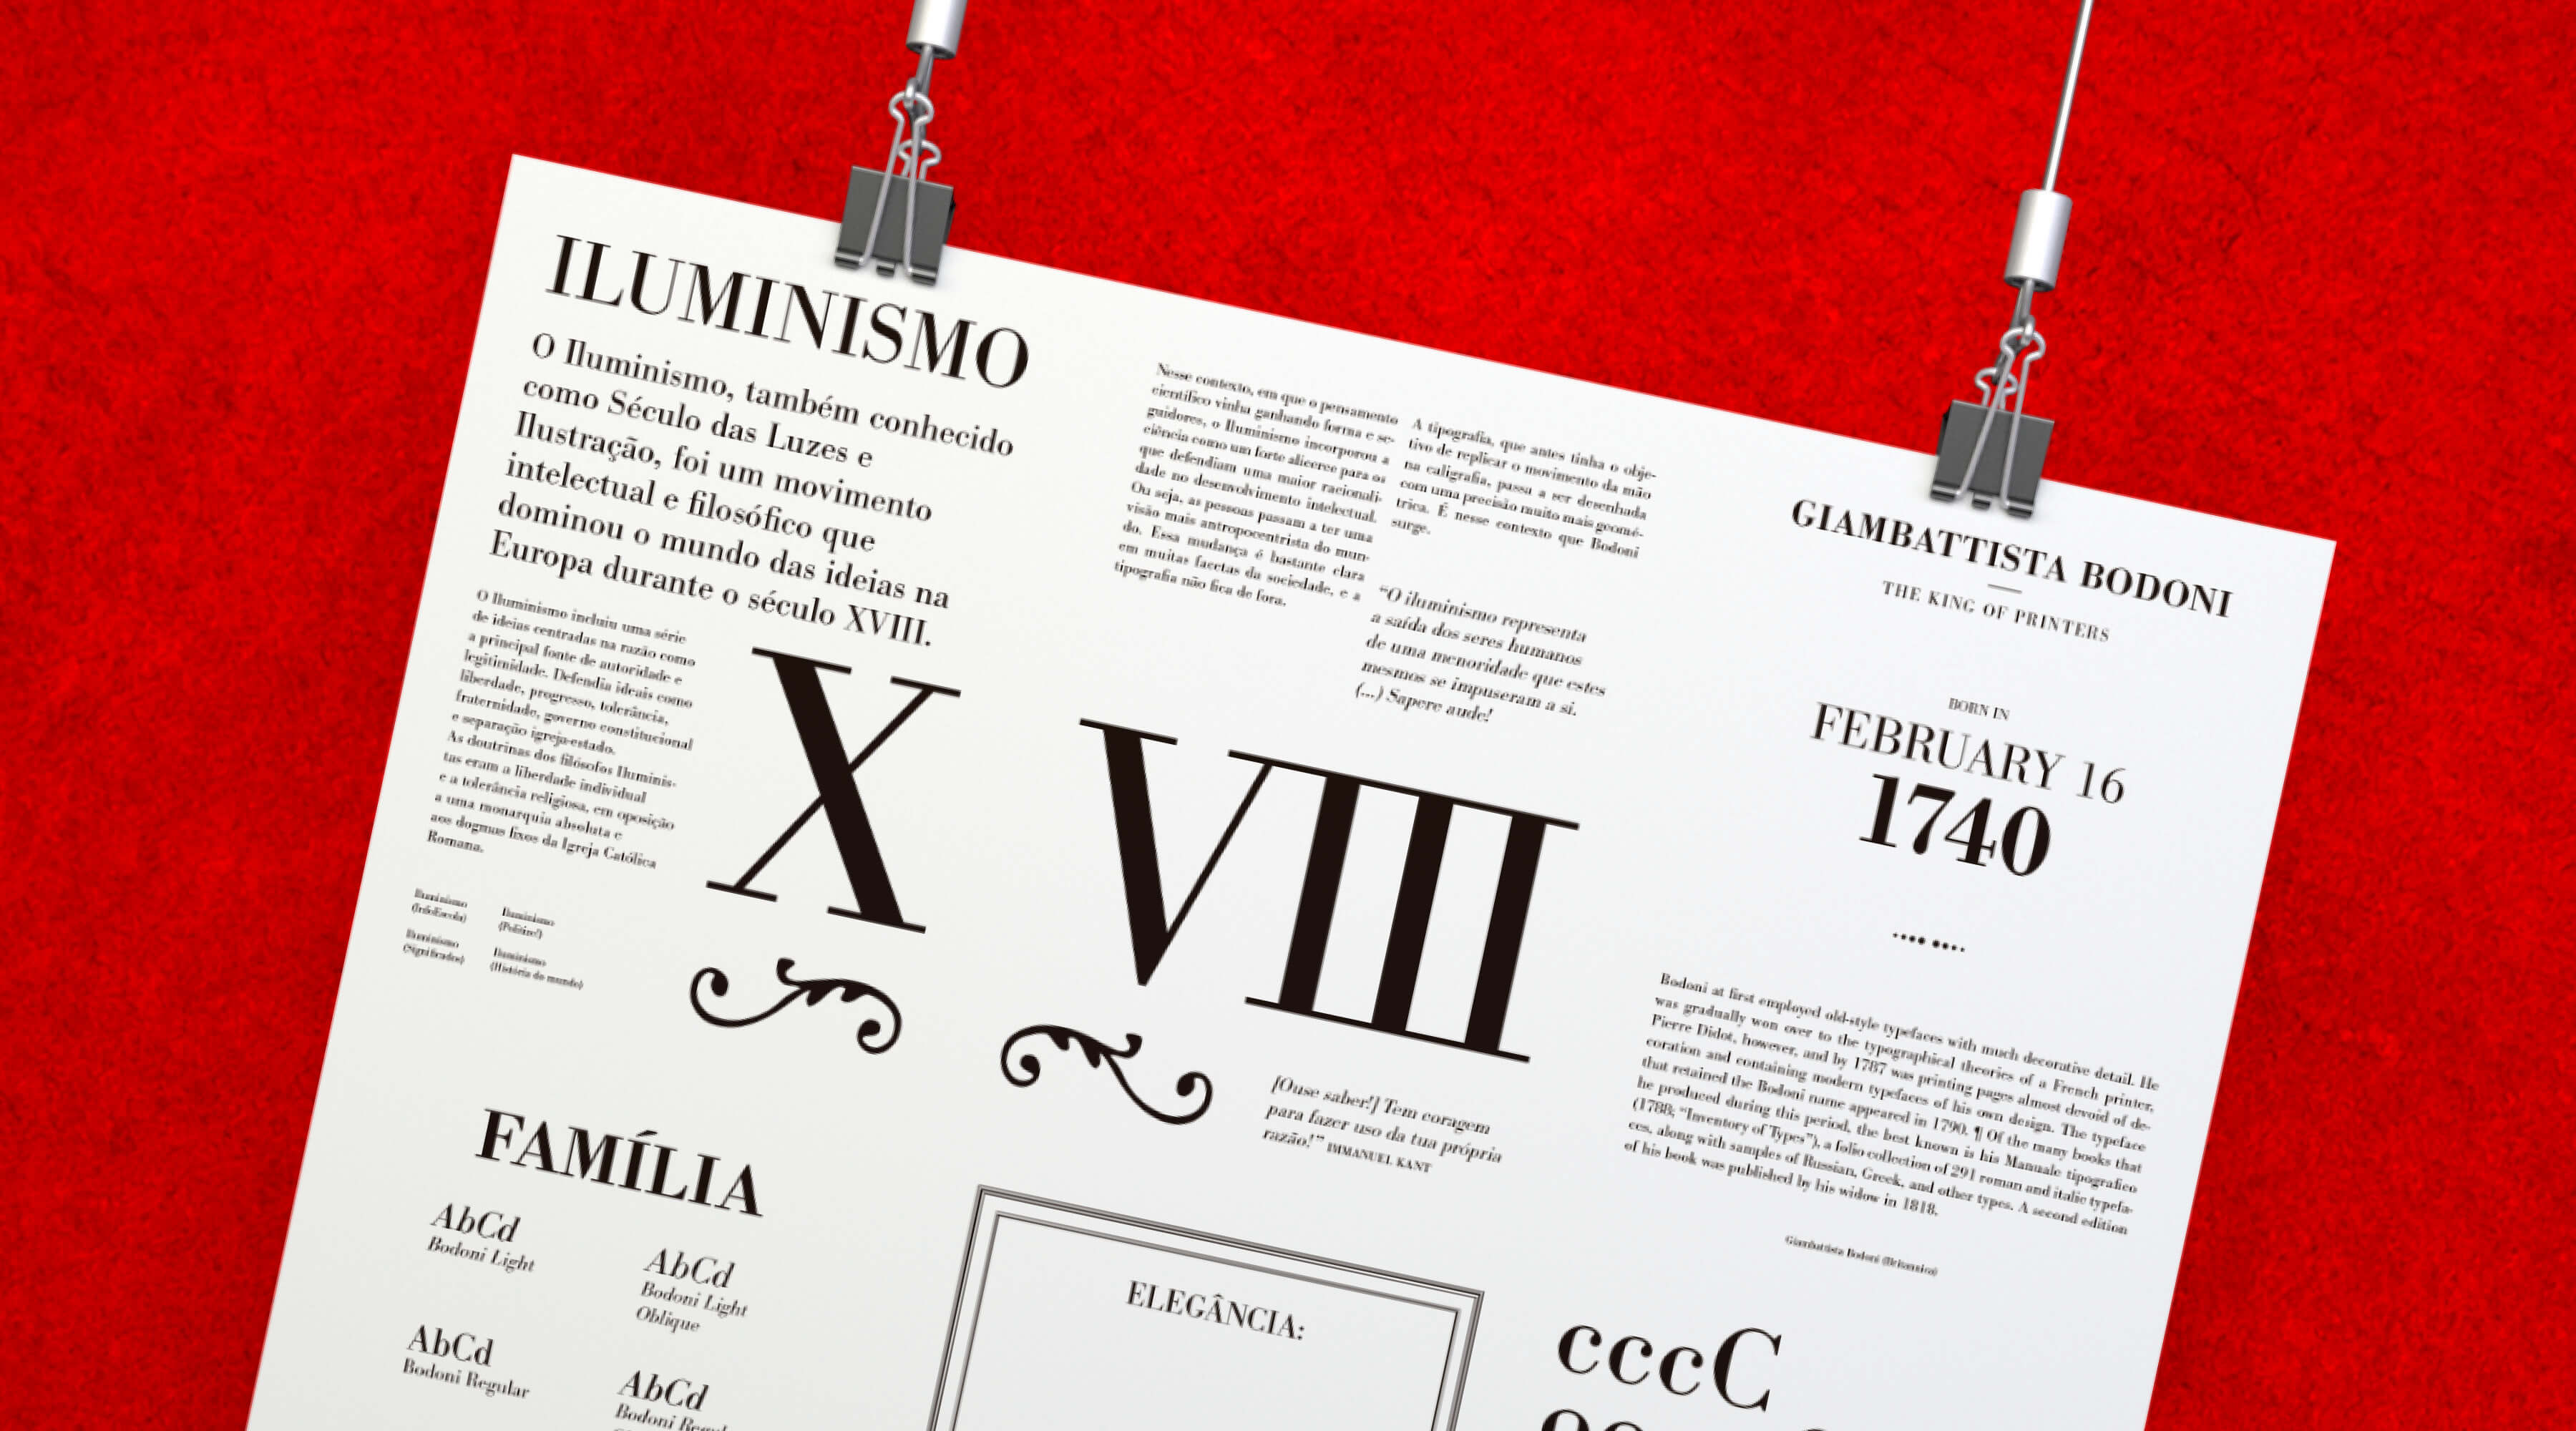 ILUMINISMO
O Iluminismo, também conhecido
como Século das Luzes e
Ilustração, foi um movimento
intelectual e filosófico que
dominou o mundo das ideias na
Europa durante o século XVIII.
O Iluminismo incluiu uma série
de ideias centradas na razão como
a principal fonte de autoridade e
legitimidade. Defendia ideais como
liberdade, progresso, tolerância,
fraternidade, governo constitucional
e separação igreja-estado.
As doutrinas dos filósofos Iluminis-
tas eram a liberdade individual
e a tolerância religiosa, em oposição
a uma monarquia absoluta e
aos dogmas fixos da Igreja Católica
Romana.
Iluminismo
(InfoEscola)
Iluminismo
(Politize!)
Iluminismo
(Significados)
Iluminismo
(História do mundo)
Nesse contexto, em que o pensamento
científico vinha ganhando forma e se-
guidores, o Iluminismo incorporou a
ciência como um forte alicerce para os
que defendiam uma maior racionali-
dade no desenvolvimento intelectual.
Ou seja, as pessoas passam a ter uma
visão mais antropocentrista do mun-
do. Essa mudança é bastante clara
em muitas facetas da sociedade, e a
tipografia não fica de fora.
A tipografia, que antes tinha o obje-
tivo de replicar o movimento da mão
na caligrafia, passa a ser desenhada
com uma precisão muito mais geomé-
trica. É nesse contexto que Bodoni
surge.
"O iluminismo representa
a saída dos seres humanos
de uma menoridade que estes
mesmos se impuseram a si.
(...) Sapere aude!
X VIII
[Ouse saber!] Tem coragem
para fazer uso da tua própria
razão!" IMMANUEL KANT
GIAMBATTISTA BODONI
THE KING OF PRINTERS
BORN IN
FEBRUARY 16
1740
Bodoni at first employed old-style typefaces with much decorative detail. He
was gradually won over to the typographical theories of a French printer,
Pierre Didot, however, and by 1787 was printing pages almost devoid of de-
coration and containing modern typefaces of his own design. The typeface
that retained the Bodoni name appeared in 1790. ¶ Of the many books that
he produced during this period, the best known is his Manuale tipografico
(1788; "Inventory of Types"), a folio collection of 291 roman and italic typefa-
ces, along with samples of Russian, Greek, and other types. A second edition
of his book was published by his widow in 1818.
Giambattista Bodoni (Britannica)
FAMÍLIA
AbCd
Bodoni Light
AbCd
Bodoni Light
Oblique
AbCd
Bodoni Regular
AbCd
Bodoni
ELEGÂNCIA:
cccC